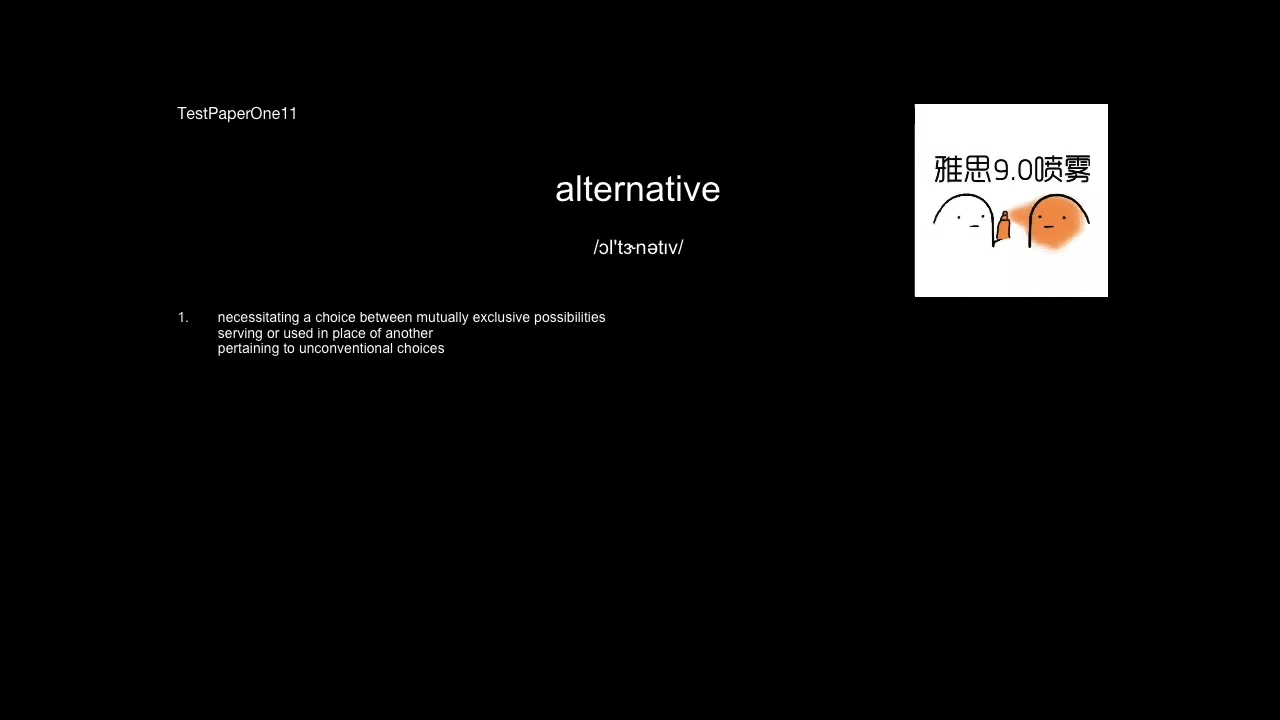 TestPaperOne11
雅思9.0喷雾
alternative
/ɔl'tɝnətɪv/
1. necessitating a choice between mutually exclusive possibilities
serving or used in place of another
pertaining to unconventional choices